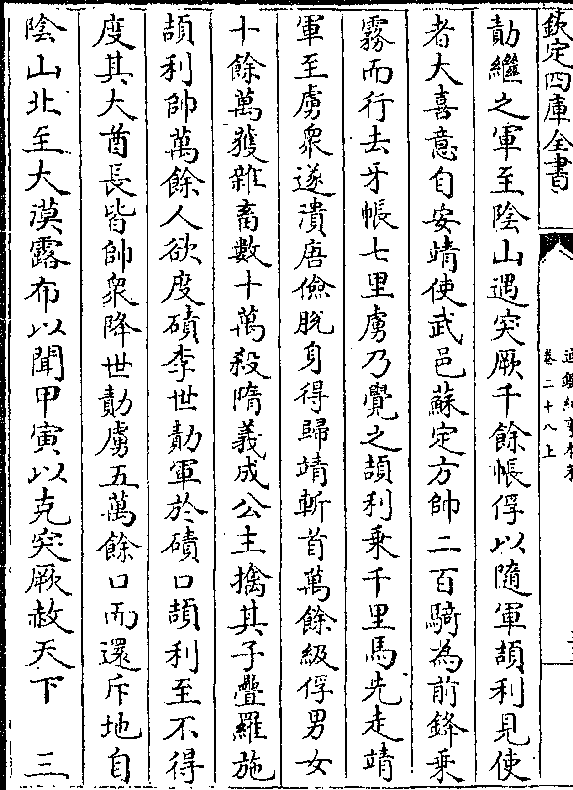 欽定四庫全書
通鑑紀事本末
卷二十八上
勣繼之軍至陰山遇突厥千餘帳俘以隨軍頡利見使
者大喜意自安靖使武邑蘇定方帥二百騎為前鋒乗
霧而行去牙帳七里虜乃覺之頡利乗千里馬先走靖
軍至虜衆遂潰唐儉脫身得歸靖斬首萬餘級俘男女
十餘萬獲雜畜數十萬殺隋義成公主擒其子疊羅施
頡利帥萬餘人欲度磧李世勣軍於磧口頡利至不得
度其大酋長皆帥衆降世勣虜五萬餘口而還斥地自
陰山北至大漠露布以聞甲寅以克突厥赦天下 三